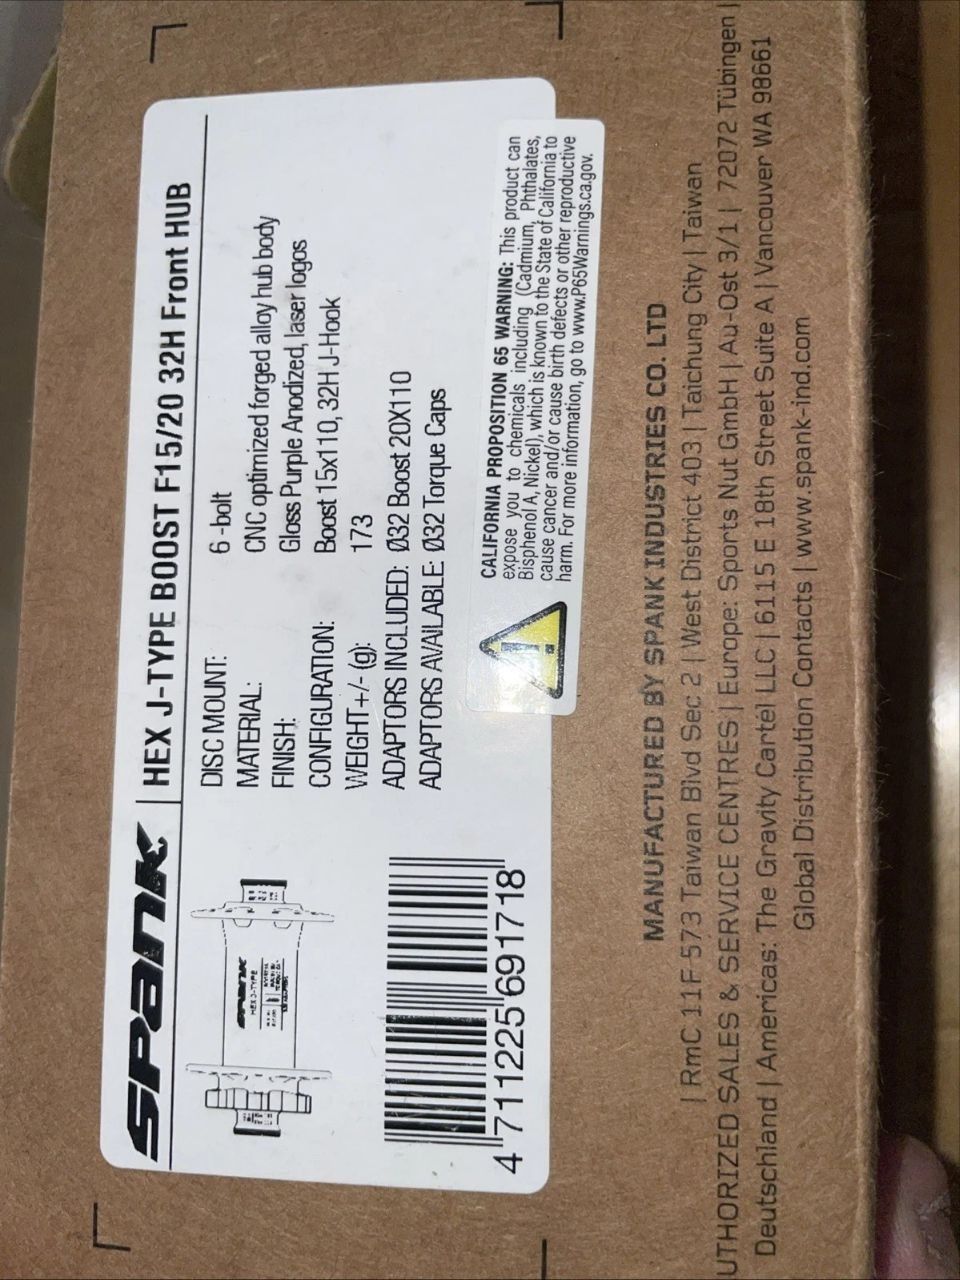 SPANK | HEX J-TYPE BOOST F15/20 32H Front HUB
DISC MOUNT: 6-bolt
MATERIAL: CNC optimized forged alloy hub body
FINISH: Gloss Purple Anodized, laser logos
CONFIGURATION: Boost 15x110, 32H J-Hook
WEIGHT+/- (g): 173
ADAPTORS INCLUDED: Ø32 Boost 20X110
ADAPTORS AVAILABLE: Ø32 Torque Caps
SPANK
HEX J-TYPE
4 711225 691718
CALIFORNIA PROPOSITION 65 WARNING: This product can
expose you to chemicals including (Cadmium, Phthalates,
Bisphenol A, Nickel), which is known to the State of California to
cause cancer and/or cause birth defects or other reproductive
harm. For more information, go to www.P65Warnings.ca.gov.
MANUFACTURED BY SPANK INDUSTRIES CO. LTD
| RmC 11F 573 Taiwan Blvd Sec 2 | West District 403 | Taichung City | Taiwan
UTHORIZED SALES & SERVICE CENTRES | Europe: Sports Nut GmbH | Au-Ost 3/1 | 72072 Tübingen |
Deutschland | Americas: The Gravity Cartel LLC | 6115 E 18th Street Suite A | Vancouver WA 98661
Global Distribution Contacts | www.spank-ind.com